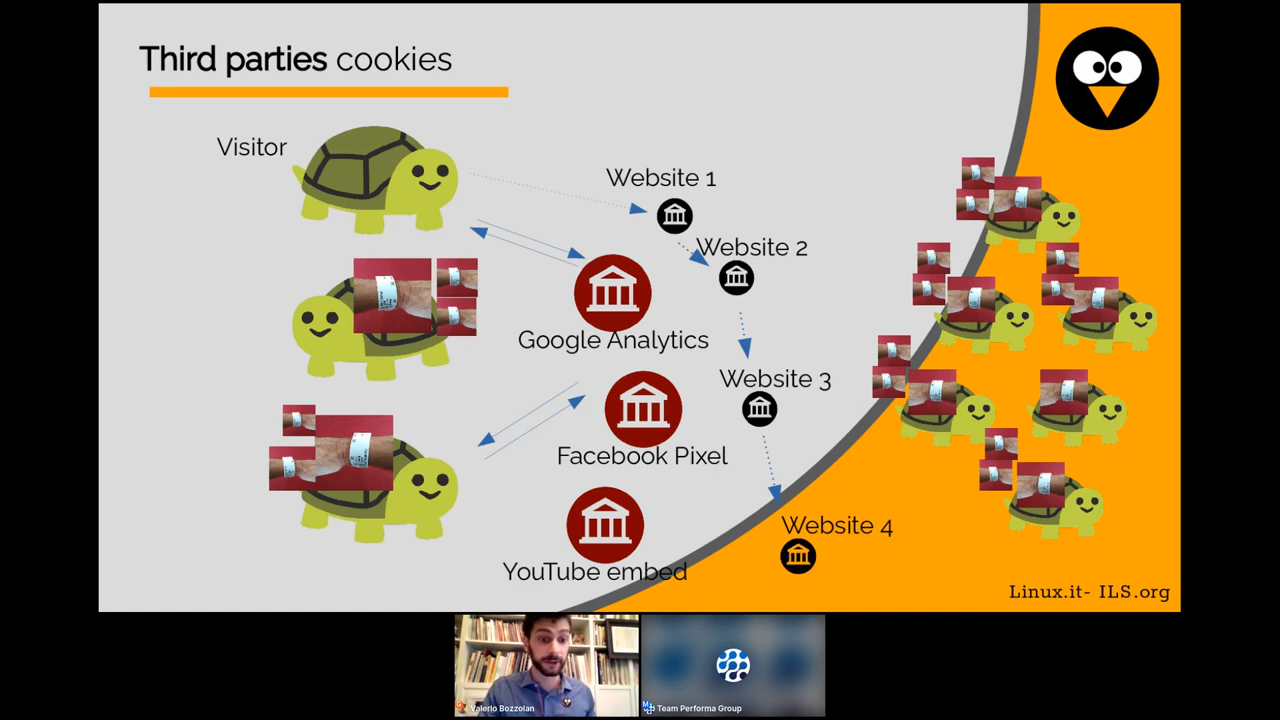 Third parties cookies
Visitor
Website 1
Website 2
Google Analytics
Website 3
Facebook Pixel
Website 4
YouTube embed
Linux.it- ILS.org
Valerio Bozzolan
Team Performa Group